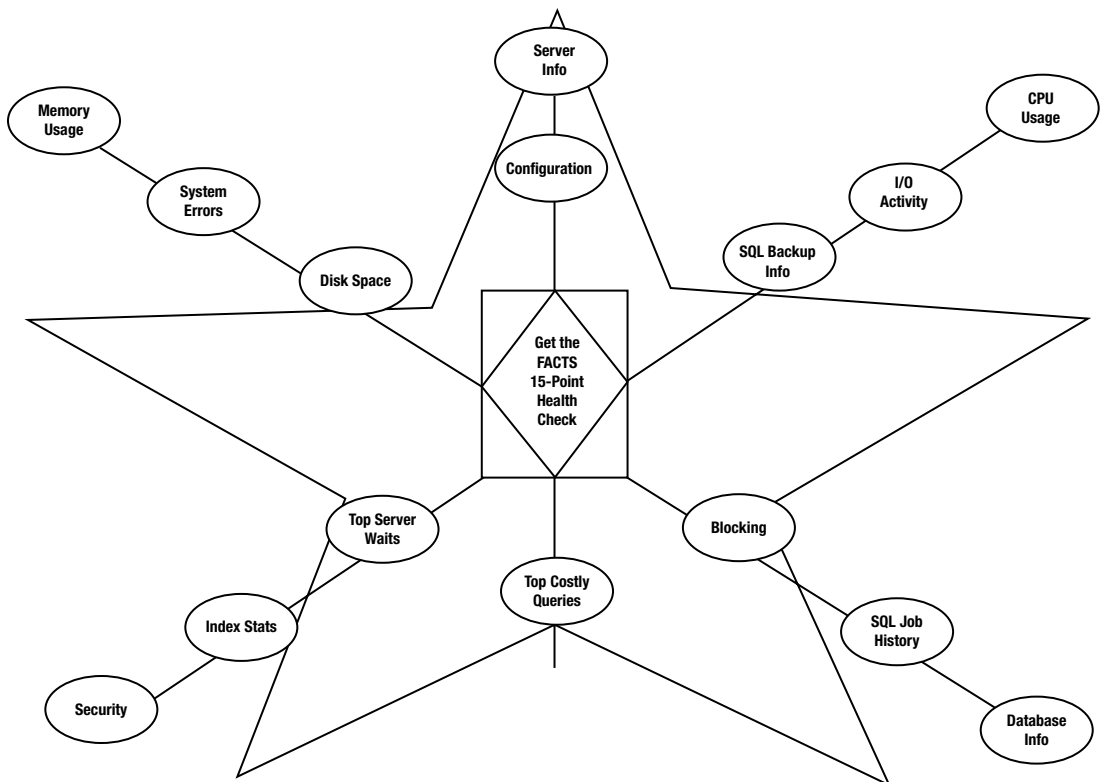 Server
Info
CPU
Usage
Memory
Usage
Configuration
I/O
Activity
System
Errors
SQL Backup
Info
Disk Space
Get the
FACTS
15-Point
Health
Check
Top Server
Waits
Blocking
Top Costly
Queries
Index Stats
SQL Job
History
Security
Database
Info